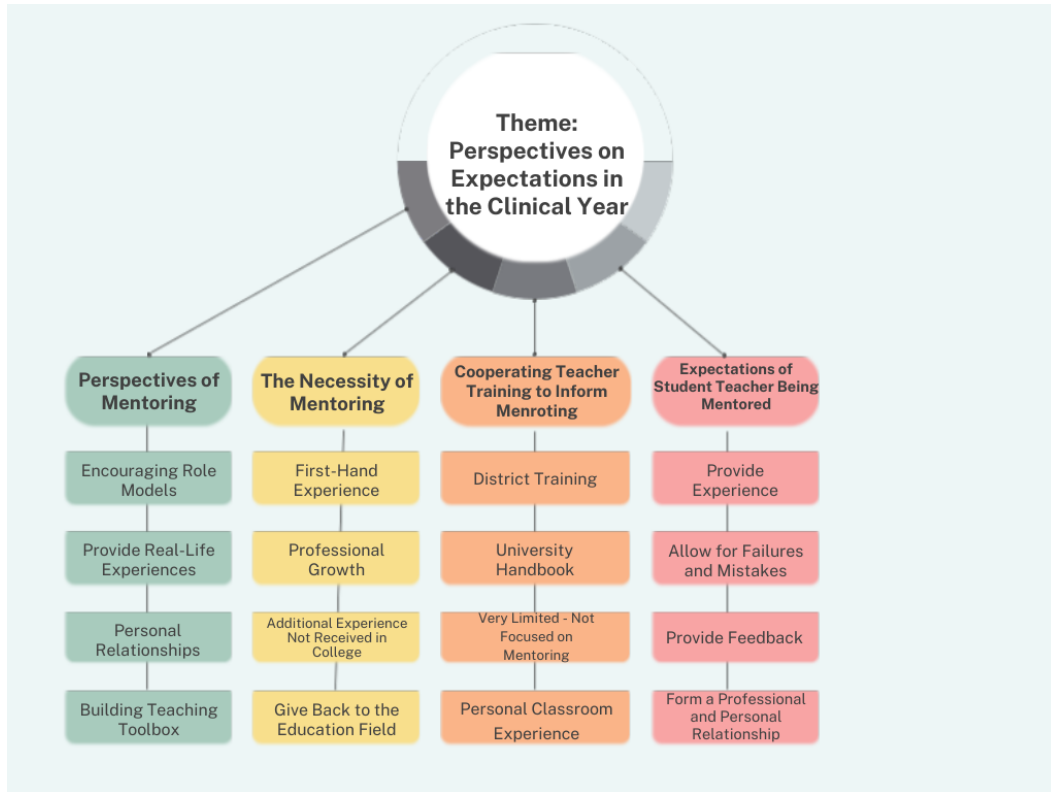 Theme:
Perspectives on
Expectations in
the Clinical Year
Perspectives of
Mentoring
Encouraging Role
Models
Provide Real-Life
Experiences
Personal
Relationships
Building Teaching
Toolbox
The Necessity of
Mentoring
First-Hand
Experience
Professional
Growth
Additional Experience
Not Received in
College
Give Back to the
Education Field
Cooperating Teacher
Training to Inform
Menroting
District Training
University
Handbook
Very Limited - Not
Focused on
Mentoring
Personal Classroom
Experience
Expectations of
Student Teacher Being
Mentored
Provide
Experience
Allow for Failures
and Mistakes
Provide Feedback
Form a Professional
and Personal
Relationship